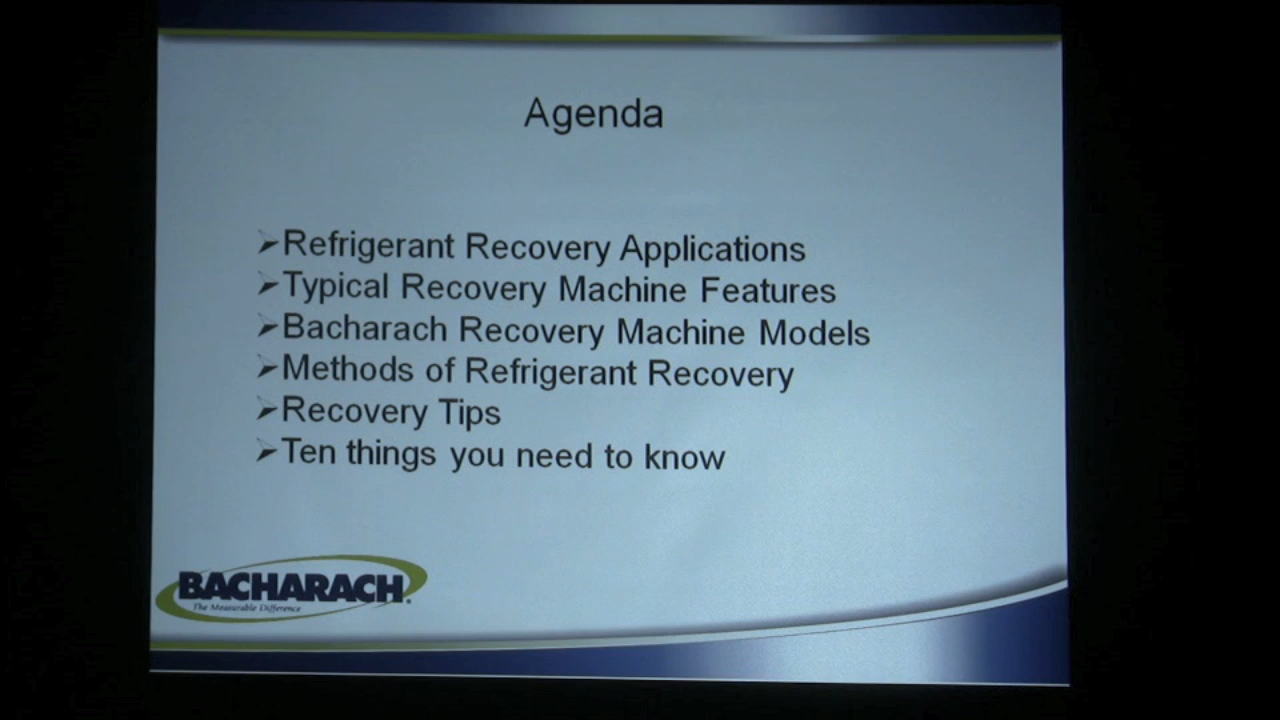 Agenda
➢Refrigerant Recovery Applications
➢Typical Recovery Machine Features
➢Bacharach Recovery Machine Models
➢Methods of Refrigerant Recovery
➢Recovery Tips
➢Ten things you need to know
BACHARACH®
The Measurable Difference